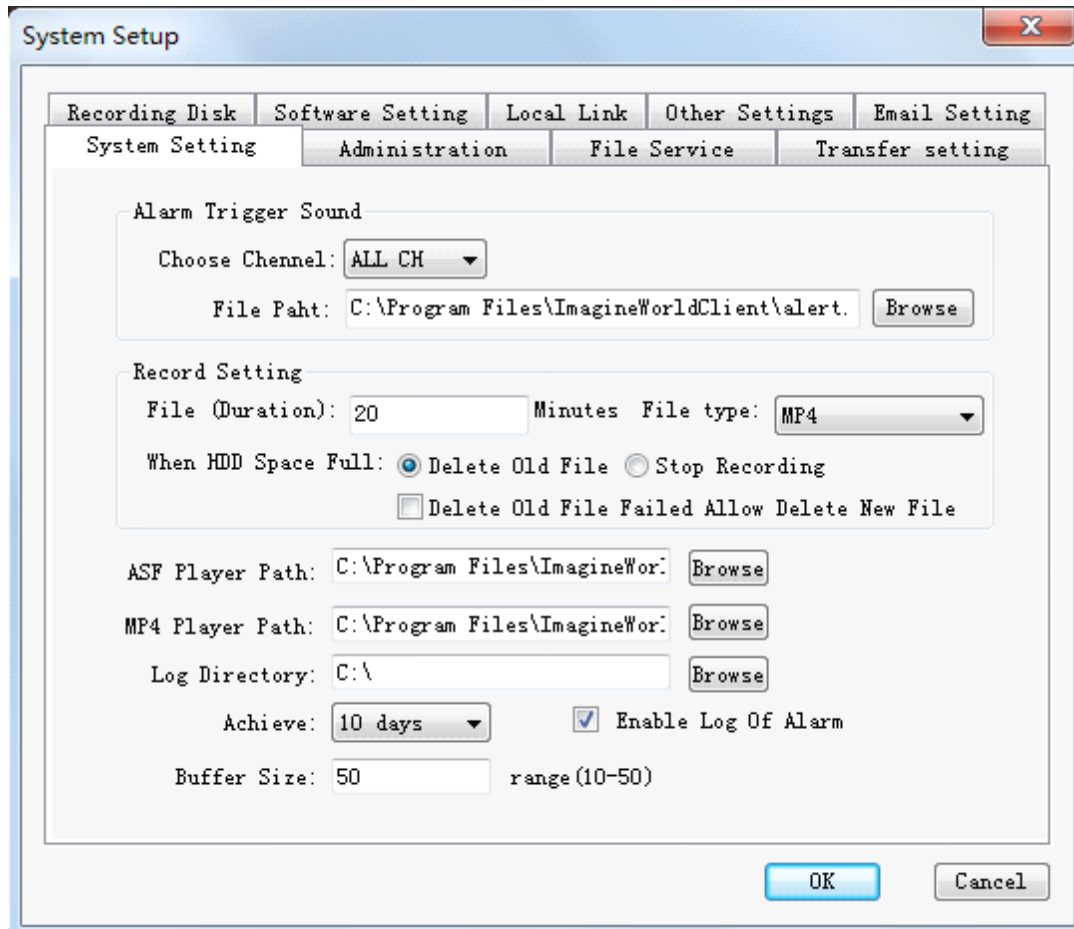 System Setup
Recording Disk Software Setting Local Link Other Settings Email Setting
System Setting Administration File Service Transfer setting
Alarm Trigger Sound
Choose Chennel: ALL CH
File Paht: C:\Program Files\ImagineWorldClient\alert. Browse
Record Setting
File (Duration): 20 Minutes File type: MP4
When HDD Space Full: Delete Old File Stop Recording
Delete Old File Failed Allow Delete New File
ASF Player Path: C:\Program Files\ImagineWor Browse
MP4 Player Path: C:\Program Files\ImagineWor Browse
Log Directory: C:\ Browse
Achieve: 10 days Enable Log Of Alarm
Buffer Size: 50 range(10-50)
OK Cancel